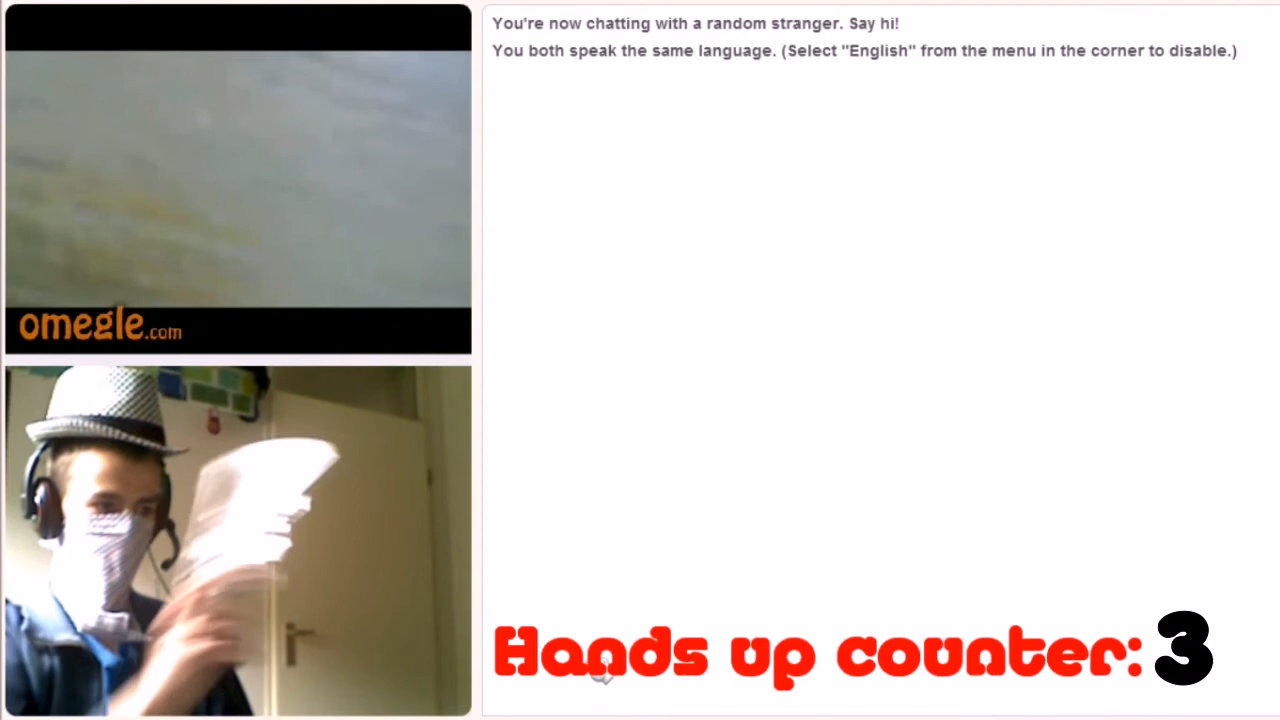 You're now chatting with a random stranger. Say hi!
You both speak the same language. (Select "English" from the menu in the corner to disable.)
omegle.com
Hands up counter: 3